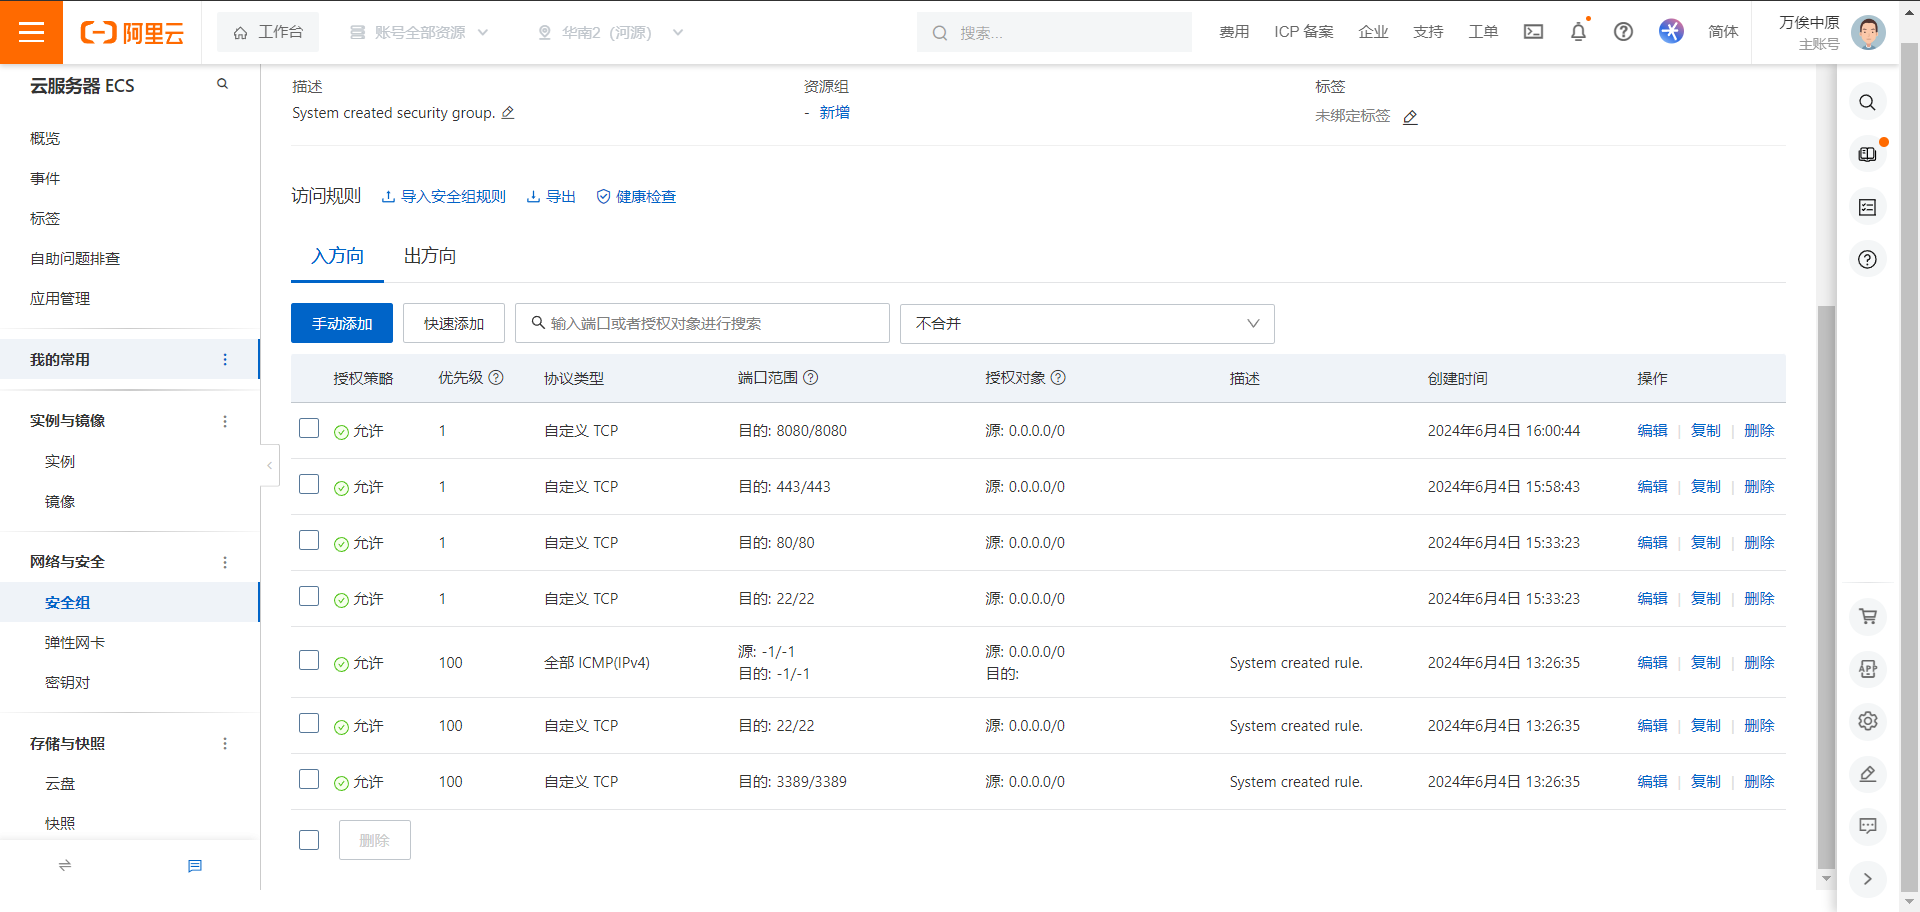 阿里云
工作台
账号全部资源
华南2（河源）
搜索...
费用
ICP 备案
企业
支持
工单
简体
万俟中原
主账号
云服务器 ECS
概览
事件
标签
自助问题排查
应用管理
我的常用
实例与镜像
实例
镜像
网络与安全
安全组
弹性网卡
密钥对
存储与快照
云盘
快照
描述
资源组
标签
System created security group.
- 新增
未绑定标签
访问规则 导入安全组规则 导出 健康检查
入方向 出方向
手动添加 快速添加 输入端口或者授权对象进行搜索 不合并
授权策略 优先级 协议类型 端口范围 授权对象 描述 创建时间 操作
允许 1 自定义 TCP 目的: 8080/8080 源: 0.0.0.0/0 2024年6月4日 16:00:44 编辑 复制 删除
允许 1 自定义 TCP 目的: 443/443 源: 0.0.0.0/0 2024年6月4日 15:58:43 编辑 复制 删除
允许 1 自定义 TCP 目的: 80/80 源: 0.0.0.0/0 2024年6月4日 15:33:23 编辑 复制 删除
允许 1 自定义 TCP 目的: 22/22 源: 0.0.0.0/0 2024年6月4日 15:33:23 编辑 复制 删除
源: -1/-1 源: 0.0.0.0/0
允许 100 全部 ICMP(IPv4) System created rule. 2024年6月4日 13:26:35 编辑 复制 删除
目的: -1/-1 目的:
允许 100 自定义 TCP 目的: 22/22 源: 0.0.0.0/0 System created rule. 2024年6月4日 13:26:35 编辑 复制 删除
允许 100 自定义 TCP 目的: 3389/3389 源: 0.0.0.0/0 System created rule. 2024年6月4日 13:26:35 编辑 复制 删除
删除
APP